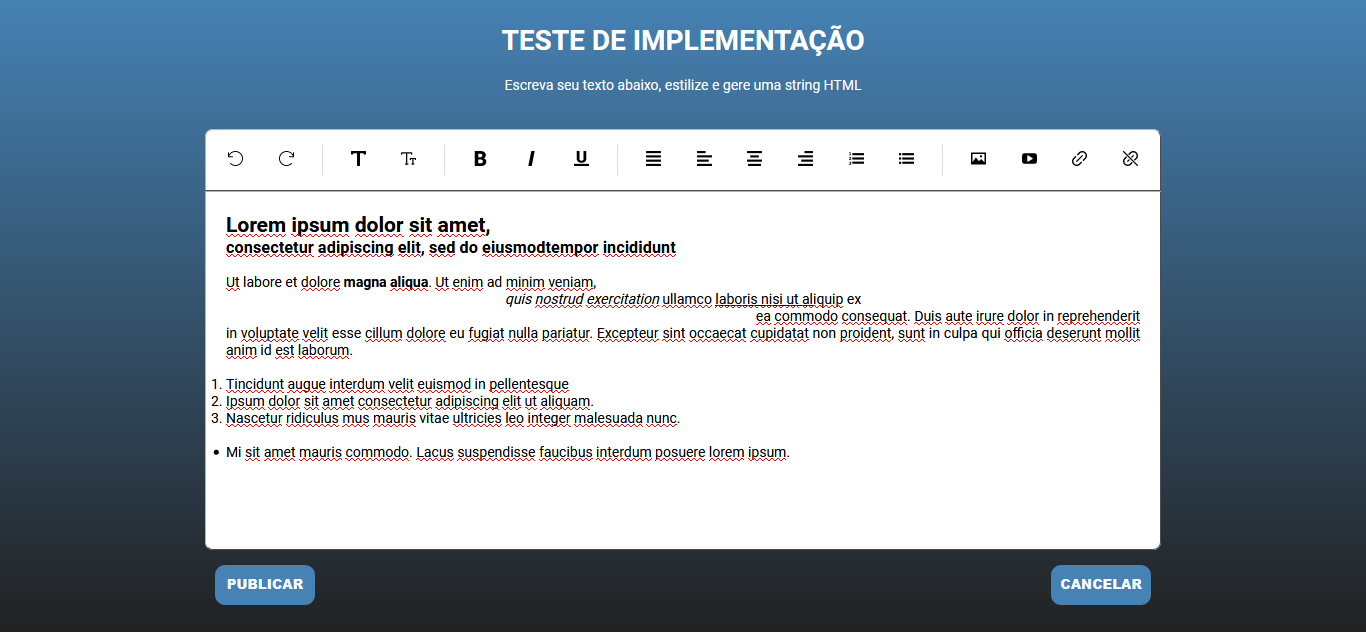 TESTE DE IMPLEMENTAÇÃO
Escreva seu texto abaixo, estilize e gere uma string HTML
T Tт B I U
Lorem ipsum dolor sit amet,
consectetur adipiscing elit, sed do eiusmodtempor incididunt
Ut labore et dolore magna aliqua. Ut enim ad minim veniam,
quis nostrud exercitation ullamco laboris nisi ut aliquip ex
ea commodo consequat. Duis aute irure dolor in reprehenderit
in voluptate velit esse cillum dolore eu fugiat nulla pariatur. Excepteur sint occaecat cupidatat non proident, sunt in culpa qui officia deserunt mollit
anim id est laborum.
1. Tincidunt augue interdum velit euismod in pellentesque
2. Ipsum dolor sit amet consectetur adipiscing elit ut aliquam.
3. Nascetur ridiculus mus mauris vitae ultricies leo integer malesuada nunc.
• Mi sit amet mauris commodo. Lacus suspendisse faucibus interdum posuere lorem ipsum.
PUBLICAR
CANCELAR